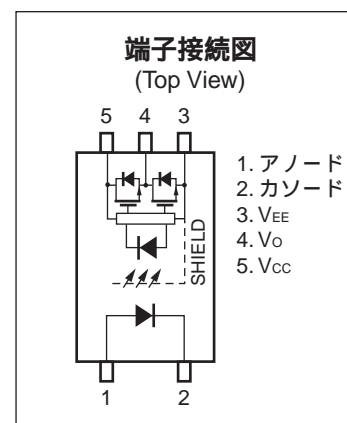 端子接続図
(Top View)
5 4 3
1. アノード
2. カソード
3. VEE
4. VO
5. VCC
SHIELD
1 2